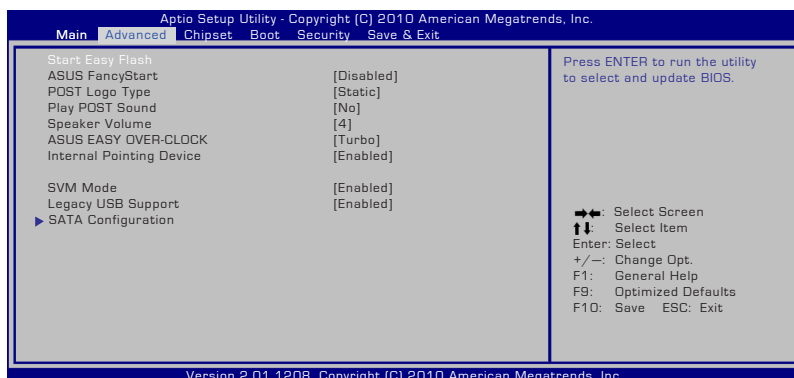 Aptio Setup Utility - Copyright (C) 2010 American Megatrends, Inc.
Main Advanced Chipset Boot Security Save & Exit
Start Easy Flash
ASUS FancyStart [Disabled]
POST Logo Type [Static]
Play POST Sound [No]
Speaker Volume [4]
ASUS EASY OVER-CLOCK [Turbo]
Internal Pointing Device [Enabled]
SVM Mode [Enabled]
Legacy USB Support [Enabled]
SATA Configuration
Press ENTER to run the utility
to select and update BIOS.
→←: Select Screen
↑↓: Select Item
Enter: Select
+/—: Change Opt.
F1: General Help
F9: Optimized Defaults
F10: Save ESC: Exit
Version 2.01.1208. Copyright (C) 2010 American Megatrends, Inc.